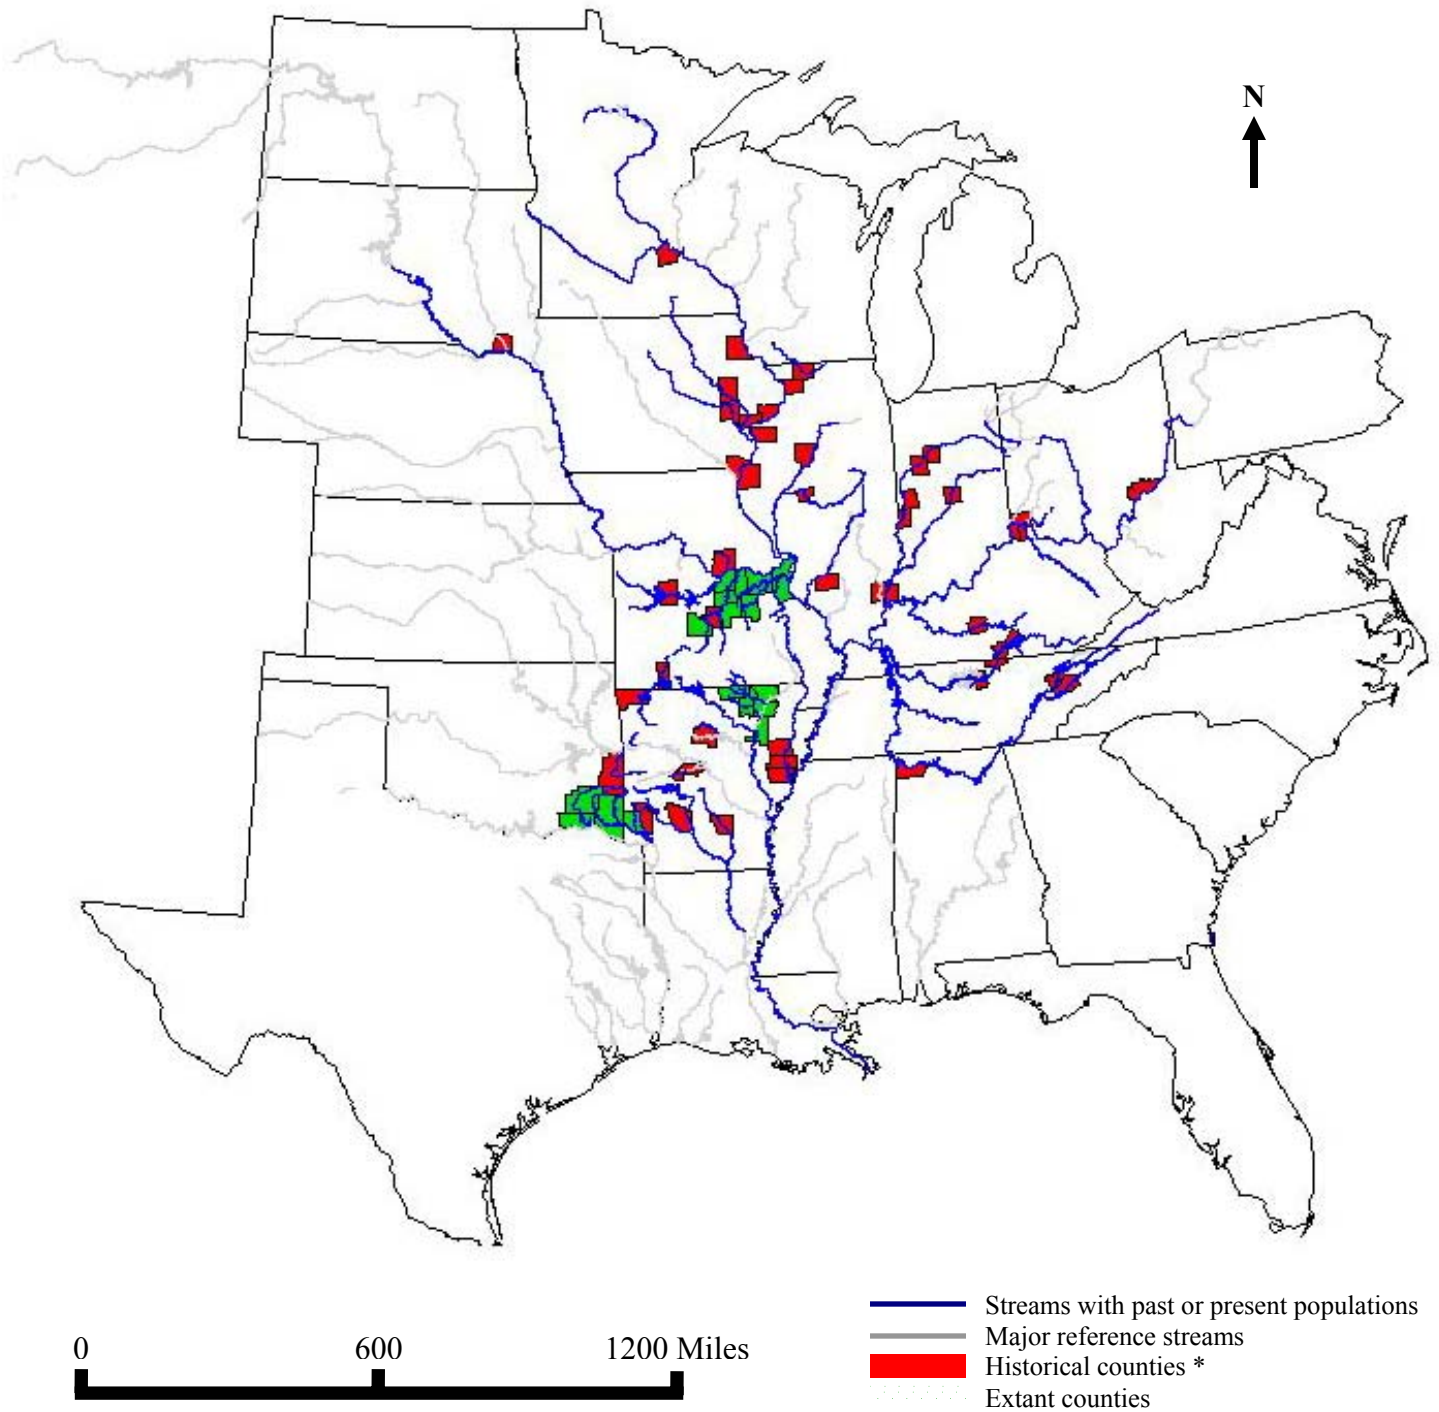 N
0 600 1200 Miles
Streams with past or present populations
Major reference streams
Historical counties *
Extant counties